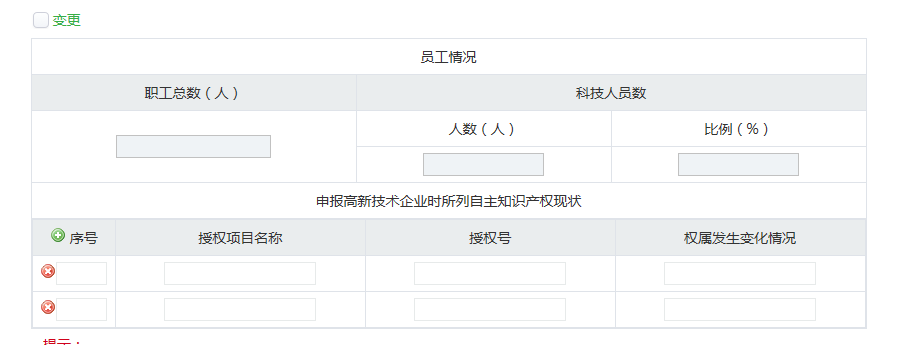 变更
员工情况
职工总数（人）
科技人员数
人数（人）
比例（%）
申报高新技术企业时所列自主知识产权现状
序号
授权项目名称
授权号
权属发生变化情况
提示：